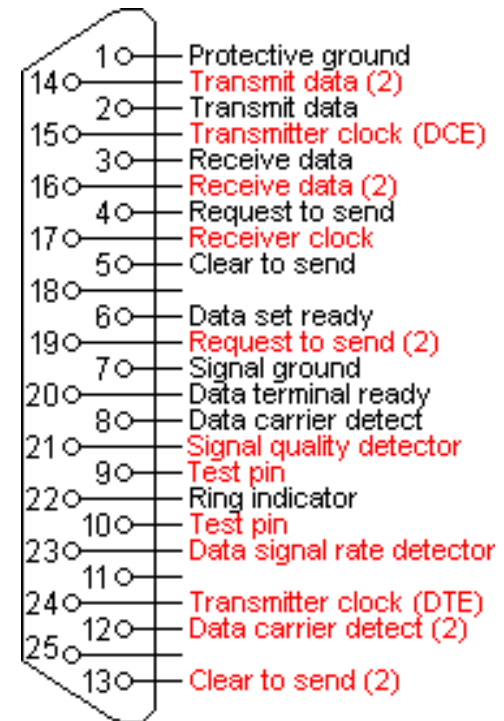 1 Protective ground
14 Transmit data (2)
2 Transmit data
15 Transmitter clock (DCE)
3 Receive data
16 Receive data (2)
4 Request to send
17 Receiver clock
5 Clear to send
18
6 Data set ready
19 Request to send (2)
7 Signal ground
20 Data terminal ready
8 Data carrier detect
21 Signal quality detector
9 Test pin
22 Ring indicator
10 Test pin
23 Data signal rate detector
11
24 Transmitter clock (DTE)
12 Data carrier detect (2)
25
13 Clear to send (2)